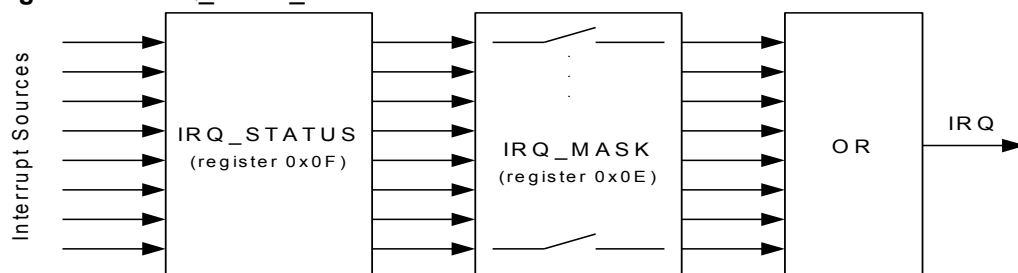 Interrupt Sources
IRQ_STATUS
(register 0x0F)
IRQ_MASK
(register 0x0E)
OR
IRQ